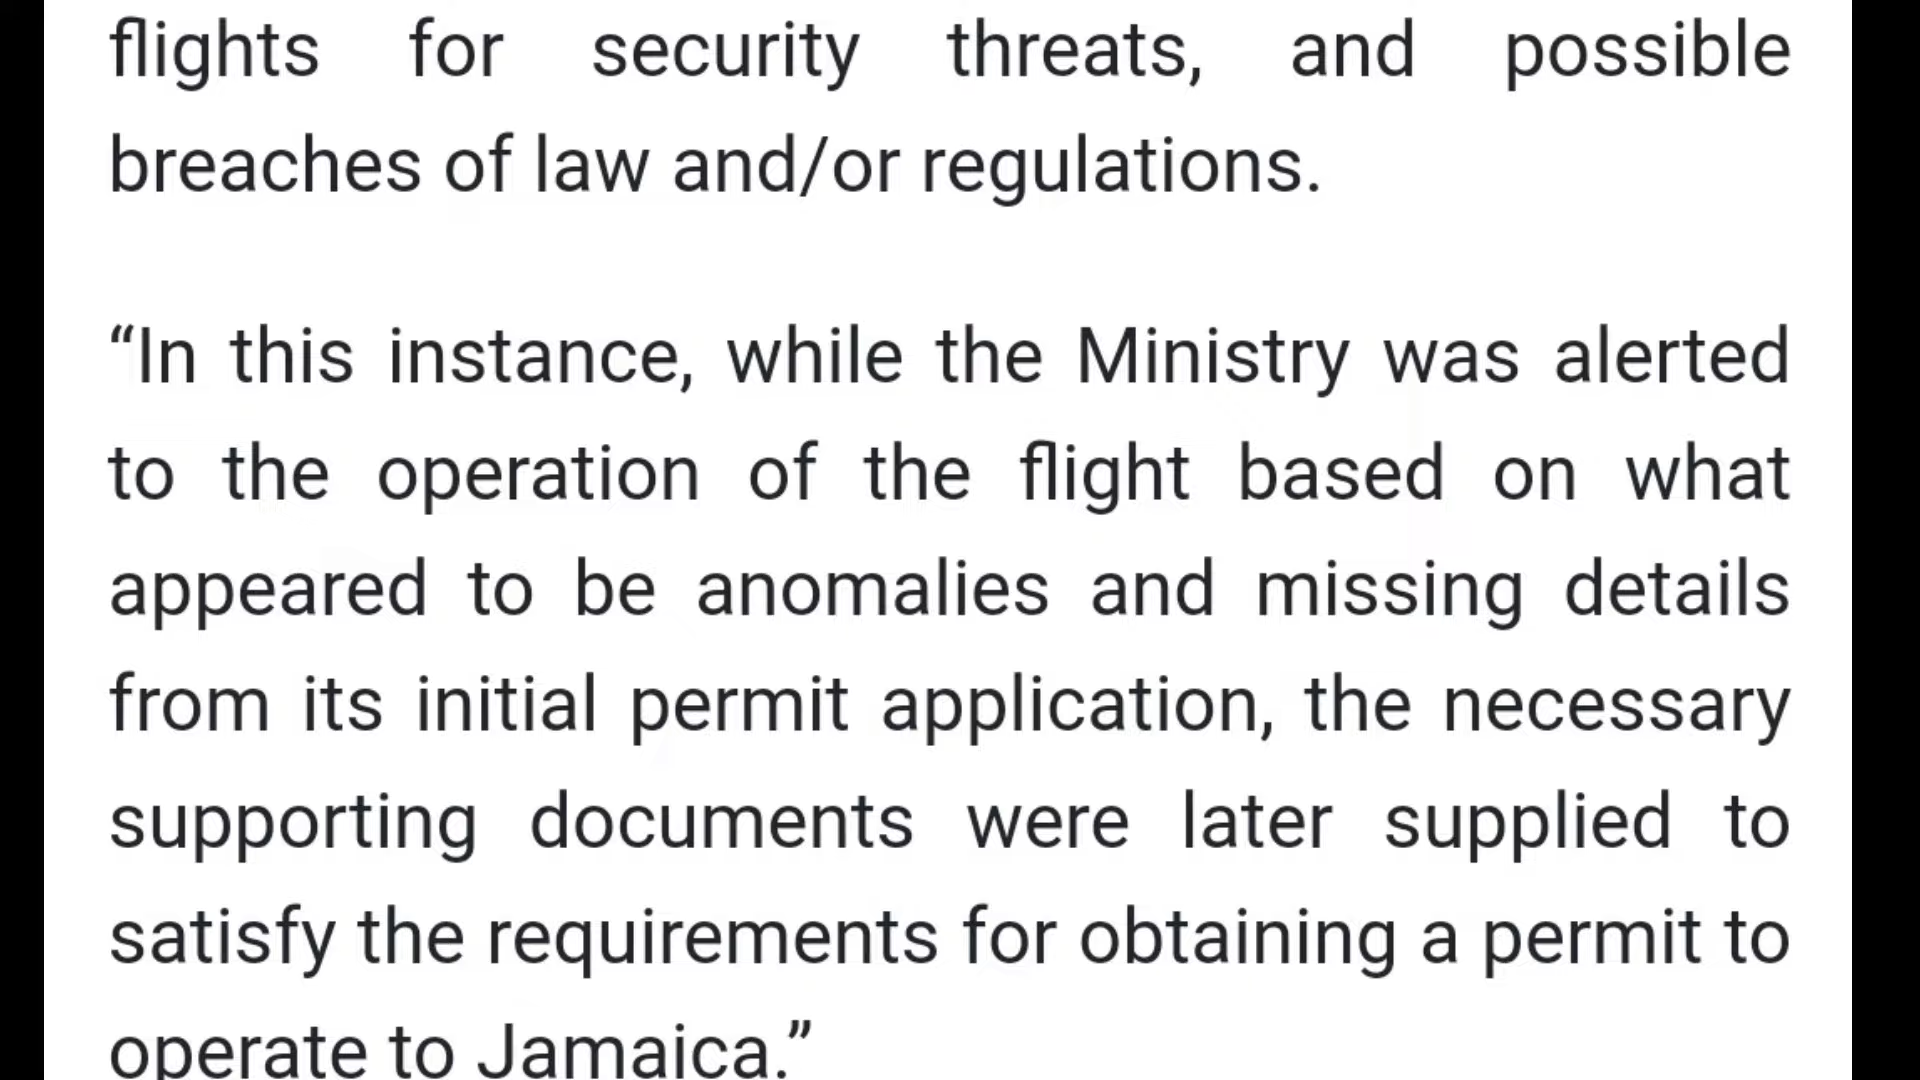 flights for security threats, and possible
breaches of law and/or regulations.
“In this instance, while the Ministry was alerted
to the operation of the flight based on what
appeared to be anomalies and missing details
from its initial permit application, the necessary
supporting documents were later supplied to
satisfy the requirements for obtaining a permit to
operate to Jamaica.”